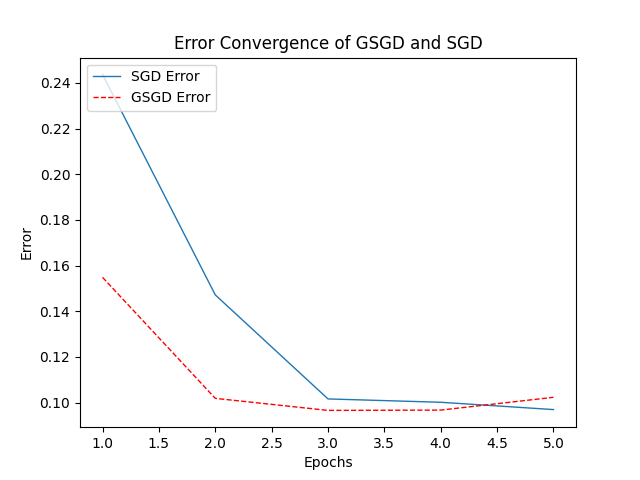 Error Convergence of GSGD and SGD
SGD Error
GSGD Error
Error
0.24
0.22
0.20
0.18
0.16
0.14
0.12
0.10
1.0 1.5 2.0 2.5 3.0 3.5 4.0 4.5 5.0
Epochs